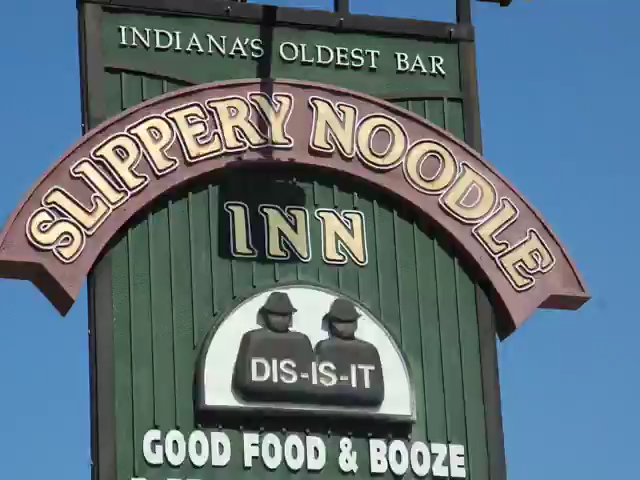 INDIANA'S OLDEST BAR
SLIPPERY NOODLE
INN
DIS-IS-IT
GOOD FOOD & BOOZE